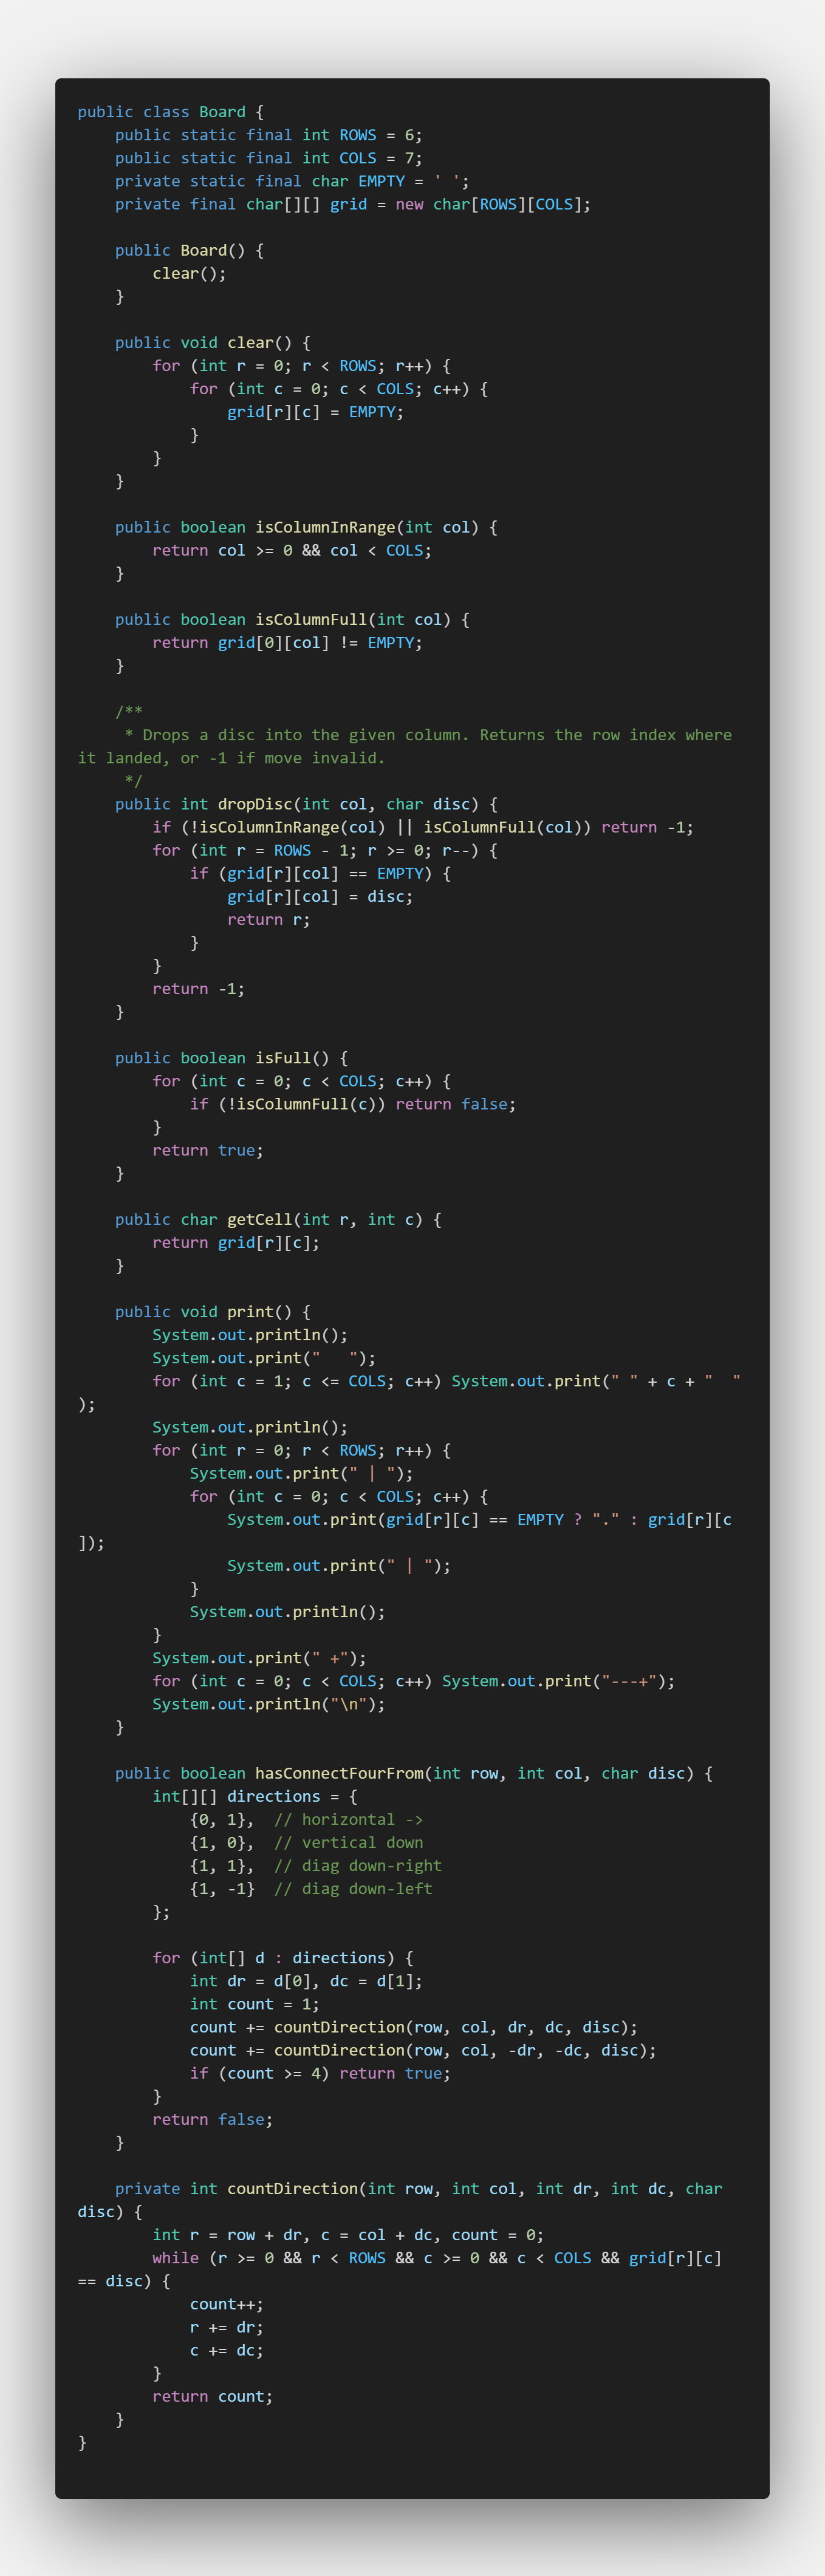 public class Board {
    public static final int ROWS = 6;
    public static final int COLS = 7;
    private static final char EMPTY = ' ';
    private final char[][] grid = new char[ROWS][COLS];

    public Board() {
        clear();
    }

    public void clear() {
        for (int r = 0; r < ROWS; r++) {
            for (int c = 0; c < COLS; c++) {
                grid[r][c] = EMPTY;
            }
        }
    }

    public boolean isColumnInRange(int col) {
        return col >= 0 && col < COLS;
    }

    public boolean isColumnFull(int col) {
        return grid[0][col] != EMPTY;
    }

    /**
     * Drops a disc into the given column. Returns the row index where
it landed, or -1 if move invalid.
     */
    public int dropDisc(int col, char disc) {
        if (!isColumnInRange(col) || isColumnFull(col)) return -1;
        for (int r = ROWS - 1; r >= 0; r--) {
            if (grid[r][col] == EMPTY) {
                grid[r][col] = disc;
                return r;
            }
        }
        return -1;
    }

    public boolean isFull() {
        for (int c = 0; c < COLS; c++) {
            if (!isColumnFull(c)) return false;
        }
        return true;
    }

    public char getCell(int r, int c) {
        return grid[r][c];
    }

    public void print() {
        System.out.println();
        System.out.print("   ");
        for (int c = 1; c <= COLS; c++) System.out.print(" " + c + "  "
);
        System.out.println();
        for (int r = 0; r < ROWS; r++) {
            System.out.print(" | ");
            for (int c = 0; c < COLS; c++) {
                System.out.print(grid[r][c] == EMPTY ? "." : grid[r][c
]);
                System.out.print(" | ");
            }
            System.out.println();
        }
        System.out.print(" +");
        for (int c = 0; c < COLS; c++) System.out.print("---+");
        System.out.println("\n");
    }

    public boolean hasConnectFourFrom(int row, int col, char disc) {
        int[][] directions = {
            {0, 1},  // horizontal ->
            {1, 0},  // vertical down
            {1, 1},  // diag down-right
            {1, -1}  // diag down-left
        };

        for (int[] d : directions) {
            int dr = d[0], dc = d[1];
            int count = 1;
            count += countDirection(row, col, dr, dc, disc);
            count += countDirection(row, col, -dr, -dc, disc);
            if (count >= 4) return true;
        }
        return false;
    }

    private int countDirection(int row, int col, int dr, int dc, char
disc) {
        int r = row + dr, c = col + dc, count = 0;
        while (r >= 0 && r < ROWS && c >= 0 && c < COLS && grid[r][c]
== disc) {
            count++;
            r += dr;
            c += dc;
        }
        return count;
    }
}